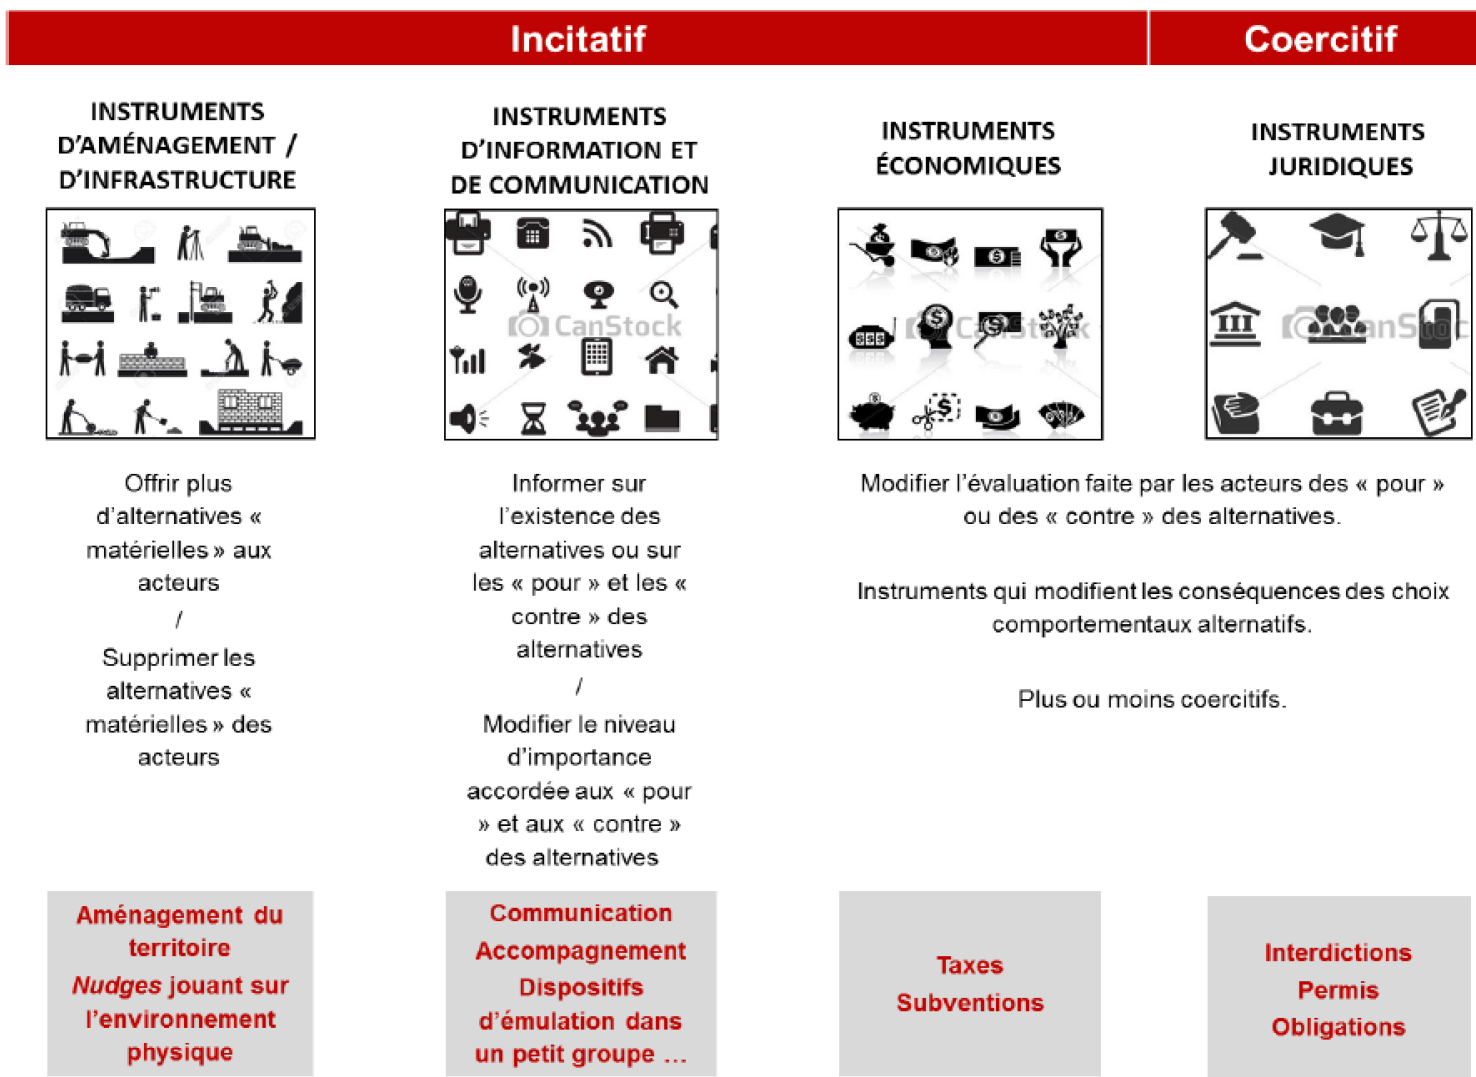 Incitatif
Coercitif
INSTRUMENTS
D'AMÉNAGEMENT /
D'INFRASTRUCTURE
INSTRUMENTS
D'INFORMATION ET
DE COMMUNICATION
INSTRUMENTS
ÉCONOMIQUES
INSTRUMENTS
JURIDIQUES
CanStock
CanStock
CanStoc
Offrir plus
d'alternatives «
matérielles » aux
acteurs
/
Supprimer les
alternatives «
matérielles » des
acteurs
Informer sur
l'existence des
alternatives ou sur
les « pour » et les «
contre » des
alternatives
/
Modifier le niveau
d'importance
accordée aux « pour
» et aux « contre »
des alternatives
Modifier l'évaluation faite par les acteurs des « pour »
ou des « contre » des alternatives.
Instruments qui modifient les conséquences des choix
comportementaux alternatifs.
Plus ou moins coercitifs.
Aménagement du
territoire
Nudges jouant sur
l'environnement
physique
Communication
Accompagnement
Dispositifs
d'émulation dans
un petit groupe ...
Taxes
Subventions
Interdictions
Permis
Obligations